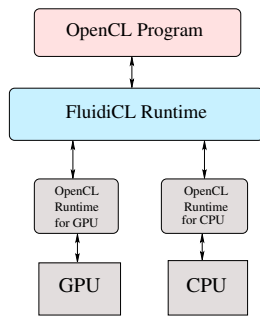 OpenCL Program
FluidiCL Runtime
OpenCL
Runtime
for GPU
OpenCL
Runtime
for CPU
GPU
CPU